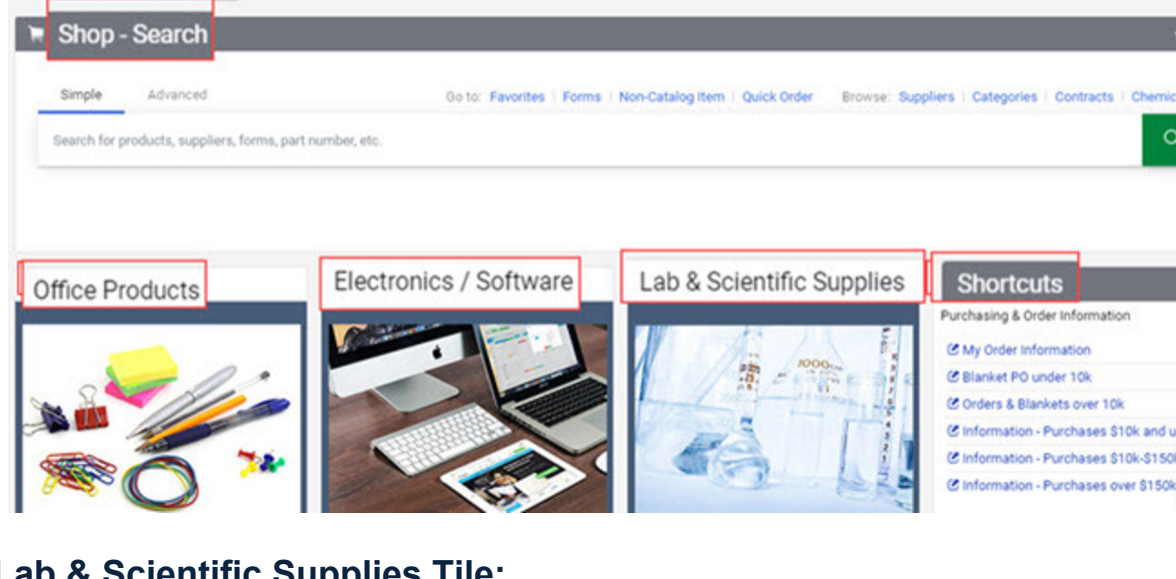 Shop - Search
Simple Advanced
Go to: Favorites | Forms | Non-Catalog Item | Quick Order Browse: Suppliers | Categories | Contracts | Chemic
Search for products, suppliers, forms, part number, etc.
Office Products
Electronics / Software
Lab & Scientific Supplies
Shortcuts
Purchasing & Order Information
My Order Information
Blanket PO under 10k
Orders & Blankets over 10k
Information - Purchases $10k and u
Information - Purchases $10k-$150k
Information - Purchases over $150k
Lab & Scientific Supplies Tile: